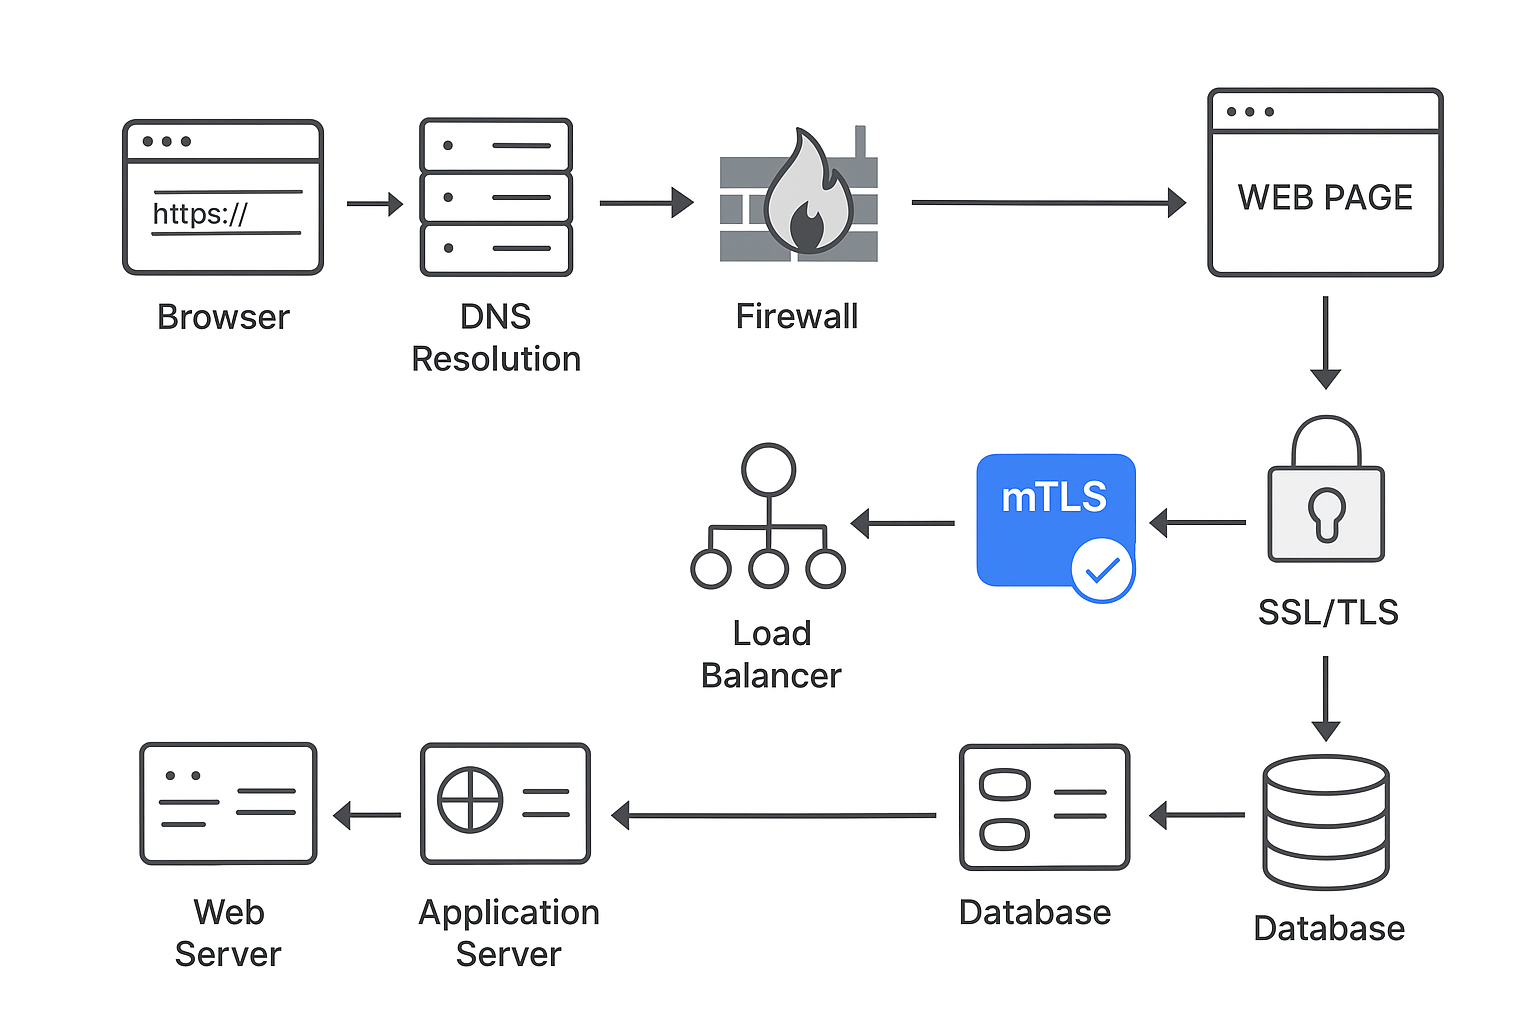 https://
Browser
DNS
Resolution
Firewall
WEB PAGE
mTLS
SSL/TLS
Load
Balancer
Web
Server
Application
Server
Database
Database